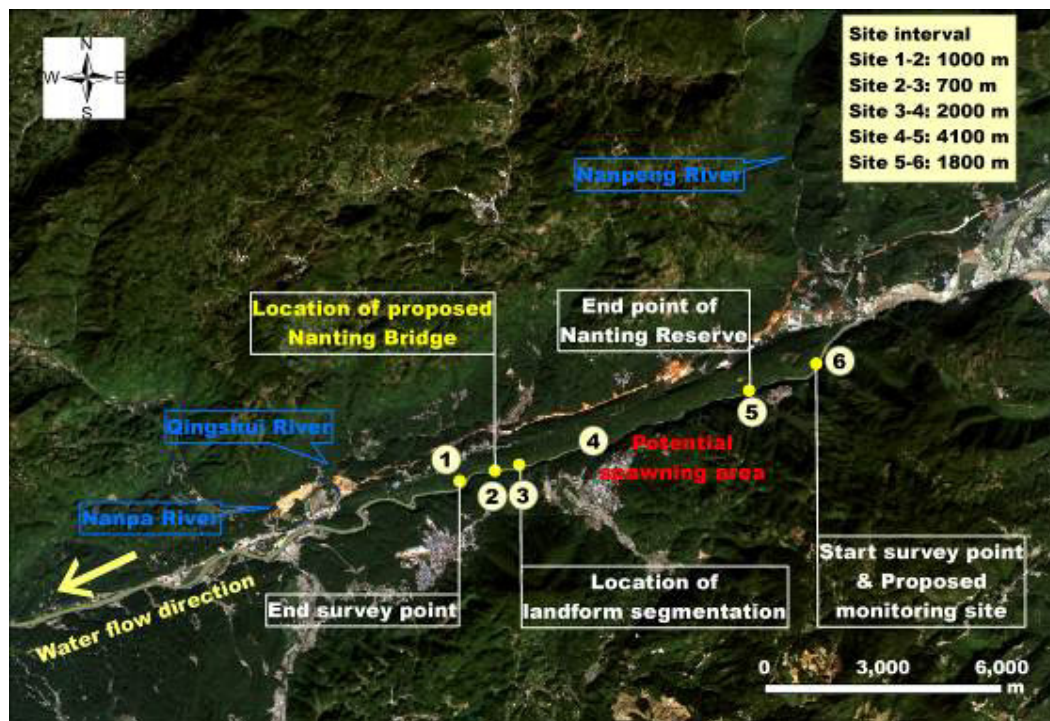 N
W E
S
Site interval
Site 1-2: 1000 m
Site 2-3: 700 m
Site 3-4: 2000 m
Site 4-5: 4100 m
Site 5-6: 1800 m
Nanpeng River
Location of proposed
Nanting Bridge
End point of
Nanting Reserve
6
5
Qingshui River
1
4
Potential
spawning area
2
3
Nanpa River
Start survey point
& Proposed
monitoring site
Location of
landform segmentation
End survey point
Water flow direction
0 3,000 6,000
m